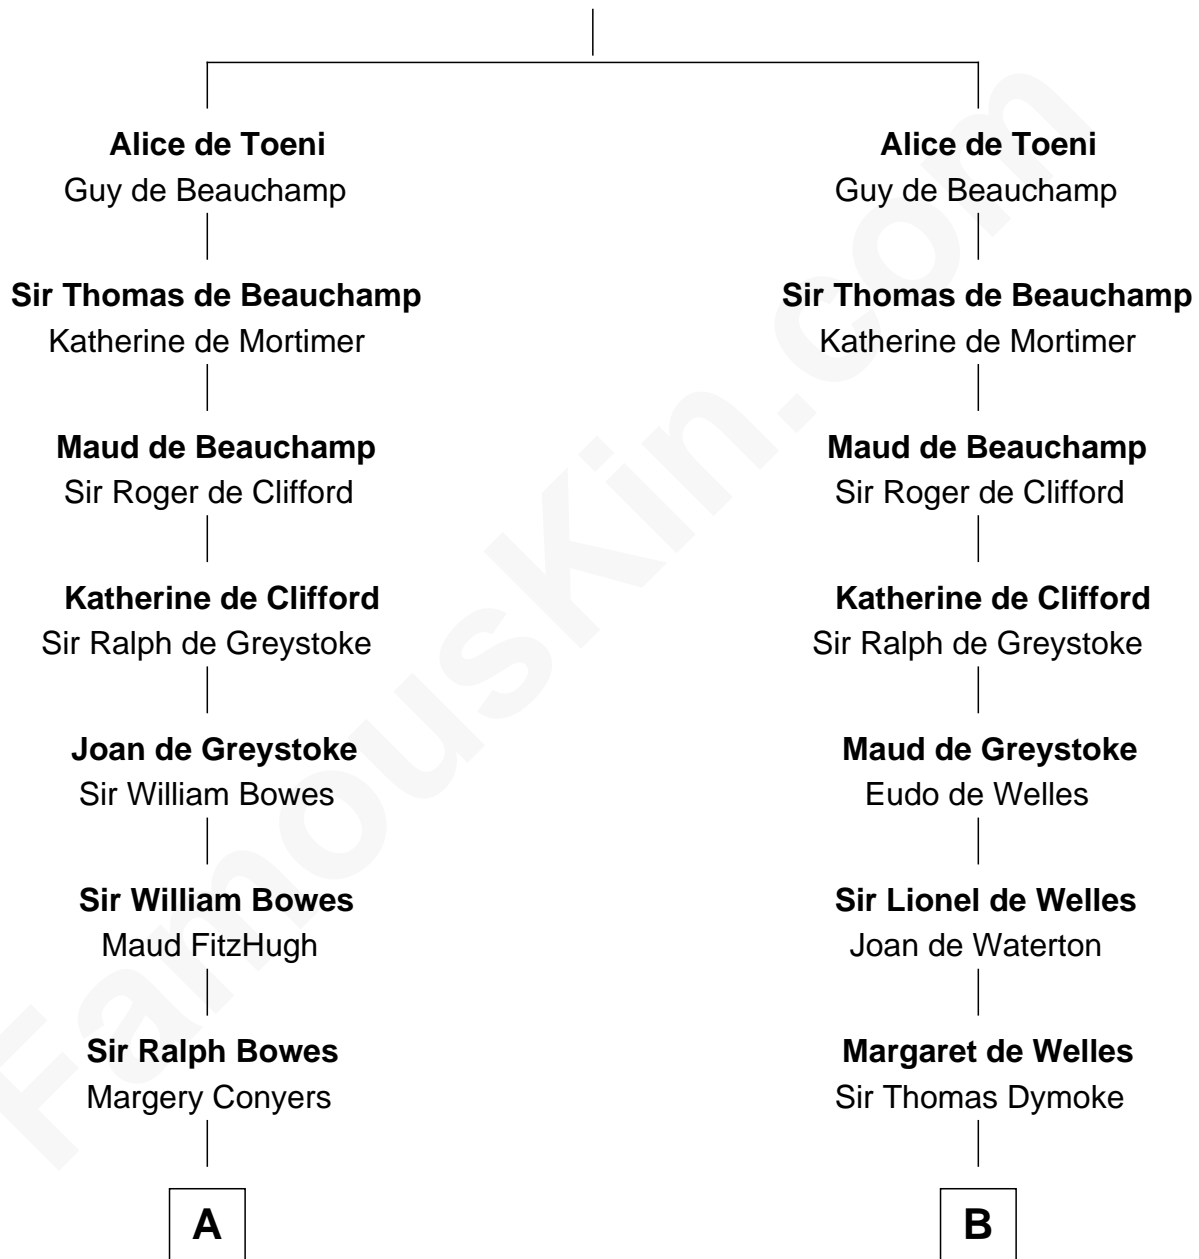 Alice de Toeni
Guy de Beauchamp
Sir Thomas de Beauchamp
Katherine de Mortimer
Maud de Beauchamp
Sir Roger de Clifford
Katherine de Clifford
Sir Ralph de Greystoke
Joan de Greystoke
Sir William Bowes
Sir William Bowes
Maud FitzHugh
Sir Ralph Bowes
Margery Conyers
A
Alice de Toeni
Guy de Beauchamp
Sir Thomas de Beauchamp
Katherine de Mortimer
Maud de Beauchamp
Sir Roger de Clifford
Katherine de Clifford
Sir Ralph de Greystoke
Maud de Greystoke
Eudo de Welles
Sir Lionel de Welles
Joan de Waterton
Margaret de Welles
Sir Thomas Dymoke
B
FamousKin.com